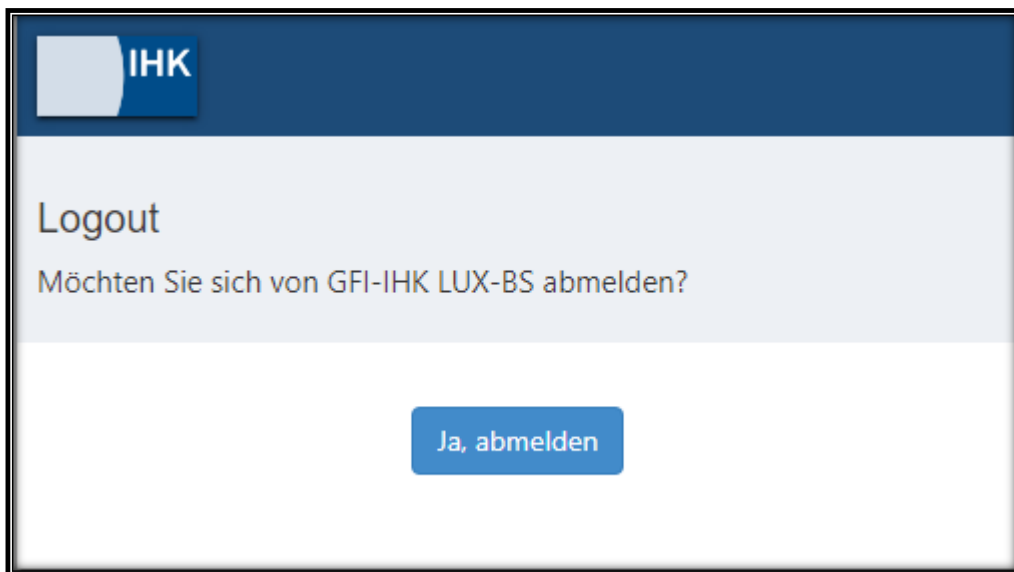 IHK
Logout
Möchten Sie sich von GFI-IHK LUX-BS abmelden?
Ja, abmelden